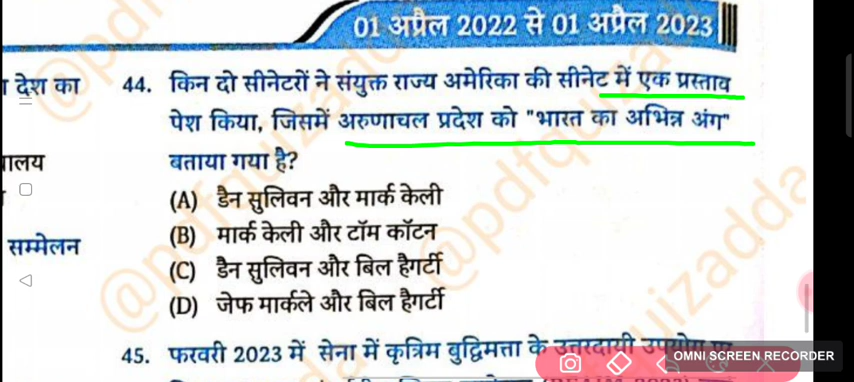 01 अप्रैल 2022 से 01 अप्रैल 2023
देश का
44. किन दो सीनेटरों ने संयुक्त राज्य अमेरिका की सीनेट में एक प्रस्ताव
पेश किया, जिसमें अरुणाचल प्रदेश को "भारत का अभिन्न अंग"
बताया गया है?
(A) डैन सुलिवन और मार्क केली
(B) मार्क केली और टॉम कॉटन
सम्मेलन
(C) डैन सुलिवन और बिल हैगर्टी
(D) जेफ मार्कले और बिल हैगर्टी
45. फरवरी 2023 में सेना में कृत्रिम बुद्धिमत्ता के उत्तरदायी उपयोग पर
OMNI SCREEN RECORDER